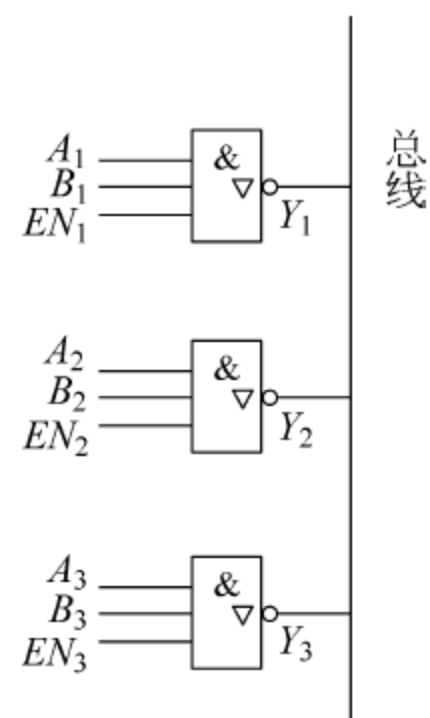 A₁
B₁
EN₁
&
▽
Y₁
总线
A₂
B₂
EN₂
&
▽
Y₂
A₃
B₃
EN₃
&
▽
Y₃